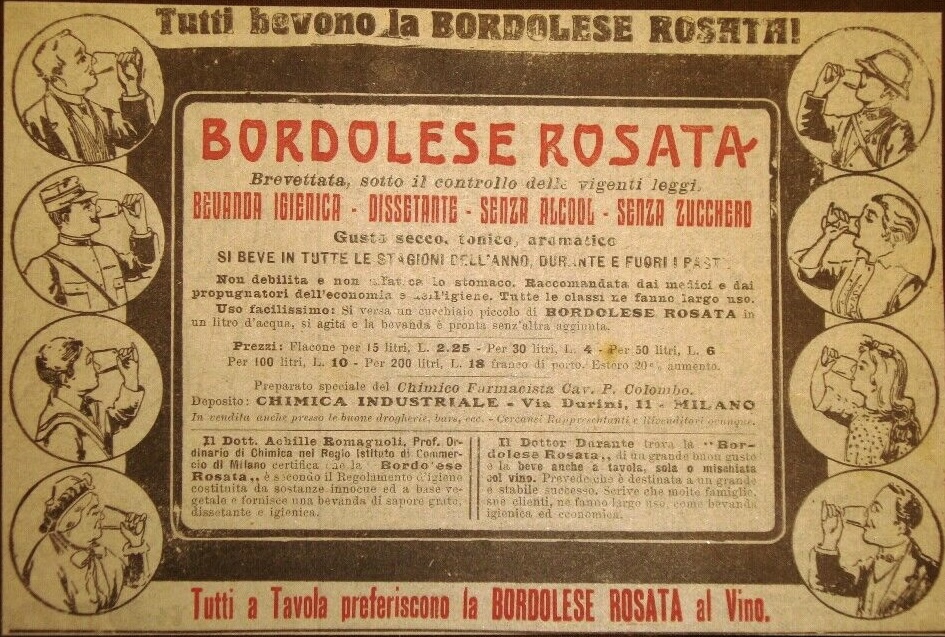 Tutti bevono la BORDOLESE ROSATA!
BORDOLESE ROSATA
Brevettata, sotto il controllo delle vigenti leggi.
BEVANDA IGIENICA - DISSETANTE - SENZA ALCOOL - SENZA ZUCCHERO
Gusto secco, tonico, aromatico
SI BEVE IN TUTTE LE STAGIONI DELL'ANNO, DURANTE E FUORI I PASTI
Non debilita e non lo stomaco. Raccomandata dai medici e dai
propugnatori dell'economia e dell'igiene. Tutte le classi ne fanno largo uso.
Uso facilissimo: Si versa un cucchiaio piccolo di BORDOLESE ROSATA in
un litro d'acqua, si agita e la bevanda è pronta senz'altra aggiunta.
Prezzi: Flacone per 15 litri, L. 2.25 - Per 30 litri, L. 4 - Per 50 litri, L. 6
Per 100 litri, L. 10 - Per 200 litri, L. 18 franco di porto. Estero 20% aumento.
Preparato speciale del Chimico Farmacista Cav. P. Colombo.
Deposito: CHIMICA INDUSTRIALE - Via Durini, 11 - MILANO
In vendita anche presso le buone drogherie, bars, ecc. - Cercansi Rappresentanti e Rivenditori ovunque.
Il Dott. Achille Romagnoli, Prof. Or-
dinario di Chimica nel Regio Istituto di Commer-
cio di Milano certifica che la "Bordolese
Rosata,, è secondo il Regolamento d'igiene
costituita da sostanze innocue ed a base ve-
getale e fornisce una bevanda di sapore grato,
dissetante e igienica.
Il Dottor Durante trova la "Bor-
dolese Rosata,, di un grande buon gusto
e la beve anche a tavola, sola o mischiata
col vino. Prevede che è destinata a un grande
e stabile successo. Scrive che molte famiglie,
sue clienti, ne fanno largo uso, come bevanda
igienica ed economica.
Tutti a Tavola preferiscono la BORDOLESE ROSATA al Vino.